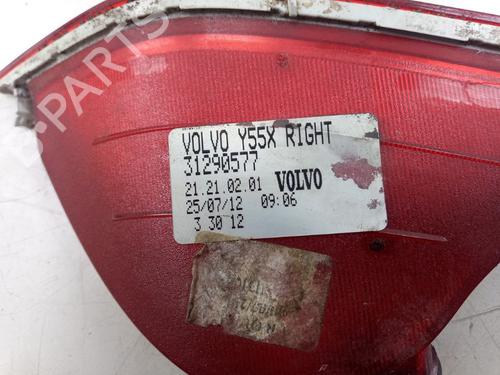 B-PARTS
VOLVO Y55X RIGHT
31290577
21.21.02.01 VOLVO
25/07/12 09:06
3 30 12